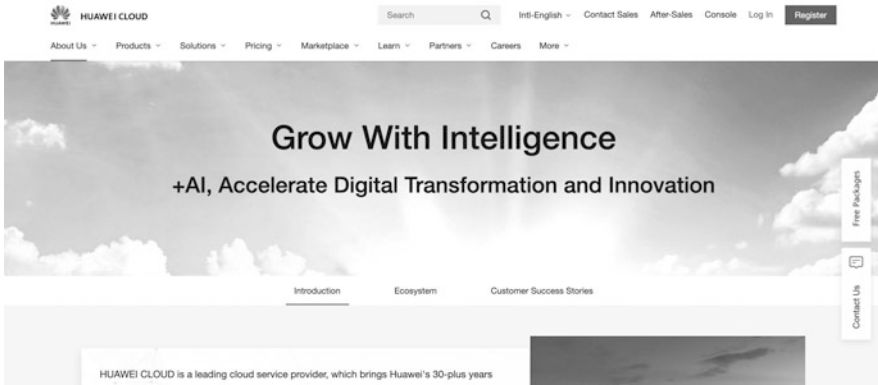 HUAWEI
HUAWEI CLOUD
Search
Intl-English
Contact Sales
After-Sales
Console
Log In
Register
About Us
Products
Solutions
Pricing
Marketplace
Learn
Partners
Careers
More
Grow With Intelligence
+AI, Accelerate Digital Transformation and Innovation
Free Packages
Contact Us
Introduction
Ecosystem
Customer Success Stories
HUAWEI CLOUD is a leading cloud service provider, which brings Huawei's 30-plus years